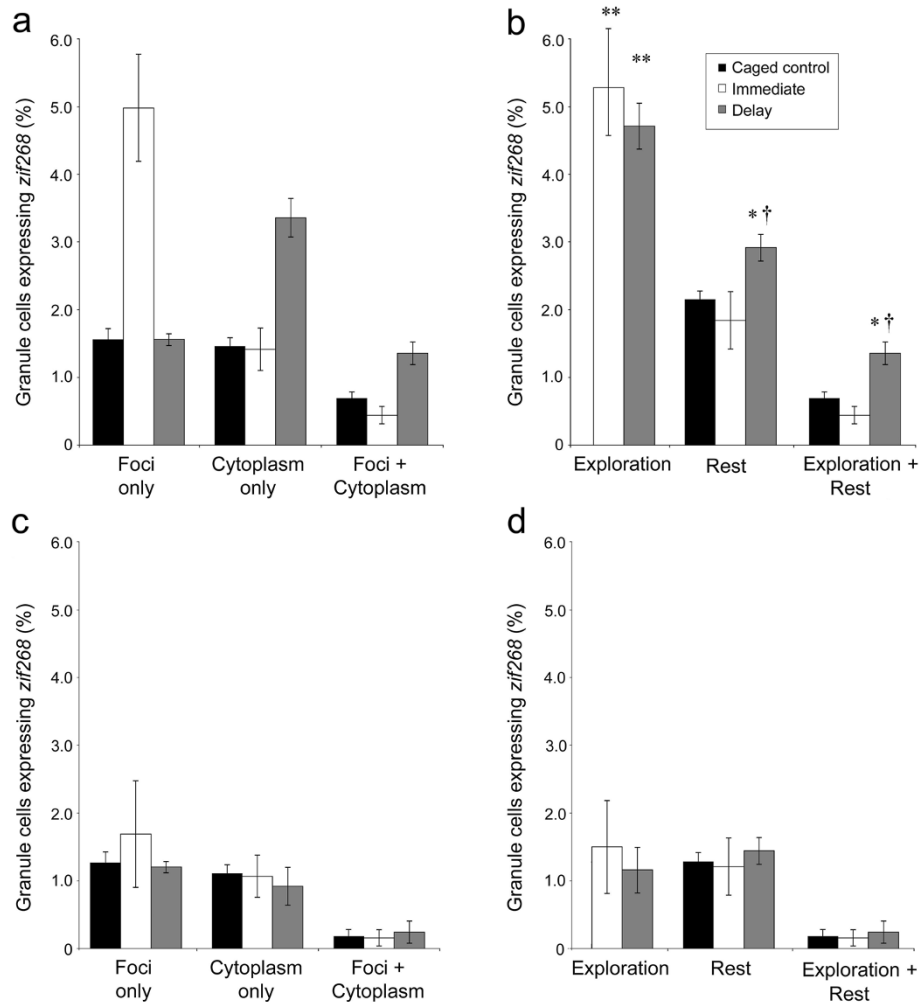 a
Granule cells expressing zif268 (%)
6.0
5.0
4.0
3.0
2.0
1.0
0
Foci
only
Cytoplasm
only
Foci +
Cytoplasm
b
Granule cells expressing zif268 (%)
6.0
5.0
4.0
3.0
2.0
1.0
0
**
**
Caged control
Immediate
Delay
* †
* †
Exploration
Rest
Exploration +
Rest
c
Granule cells expressing zif268 (%)
6.0
5.0
4.0
3.0
2.0
1.0
0
Foci
only
Cytoplasm
only
Foci +
Cytoplasm
d
Granule cells expressing zif268 (%)
6.0
5.0
4.0
3.0
2.0
1.0
0
Exploration
Rest
Exploration +
Rest